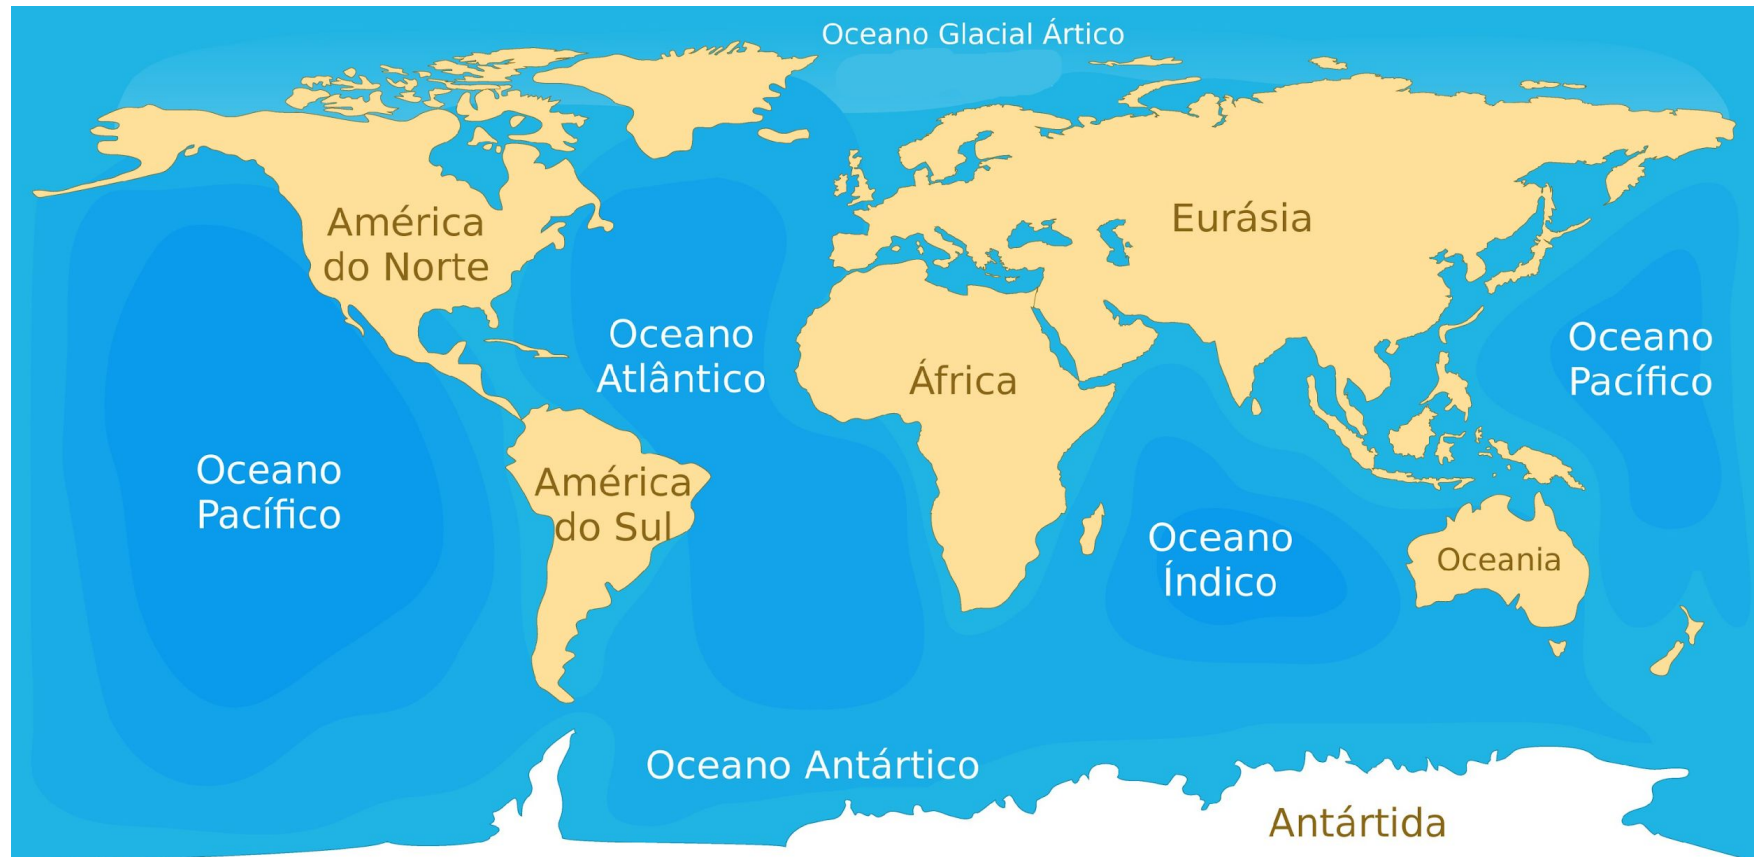 Oceano Glacial Ártico
América
do Norte
Eurásia
Oceano
Atlântico
África
Oceano
Pacífico
Oceano
Pacífico
América
do Sul
Oceano
Índico
Oceania
Oceano Antártico
Antártida